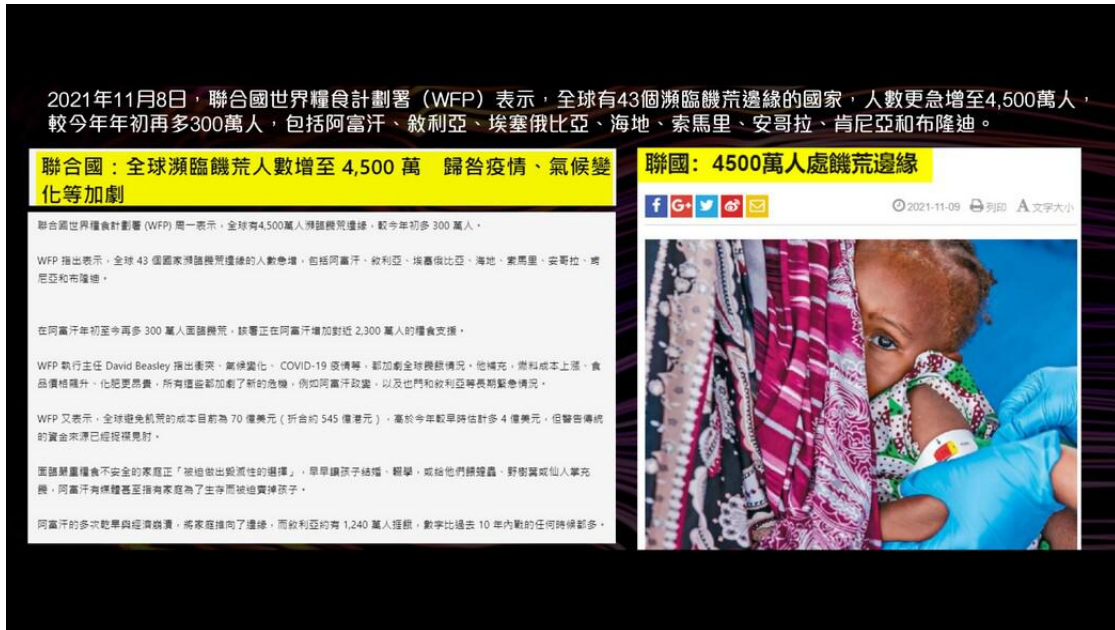 2021年11月8日，聯合國世界糧食計劃署（WFP）表示，全球有43個瀕臨饑荒邊緣的國家，人數更急增至4,500萬人，
較今年年初再多300萬人，包括阿富汗、敘利亞、埃塞俄比亞、海地、索馬里、安哥拉、肯尼亞和布隆迪。
聯合國：全球瀕臨饑荒人數增至 4,500 萬　歸咎疫情、氣候變
化等加劇
聯合國世界糧食計劃署 (WFP) 周一表示，全球有4,500萬人瀕臨饑荒邊緣，較今年初多 300 萬人。
WFP 指出表示，全球 43 個國家瀕臨饑荒邊緣的人數急增，包括阿富汗、敘利亞、埃塞俄比亞、海地、索馬里、安哥拉、肯
尼亞和布隆迪。
在阿富汗年初至今再多 300 萬人面臨饑荒，該署正在阿富汗增加對近 2,300 萬人的糧食支援。
WFP 執行主任 David Beasley 指出衝突、氣候變化、 COVID-19 疫情等，都加劇全球饑餓情況。他補充，燃料成本上漲、食
品價格飆升、化肥更昂貴，所有這些都加劇了新的危機，例如阿富汗政變，以及也門和敘利亞等長期緊急情況。
WFP 又表示，全球避免飢荒的成本目前為 70 億美元 ( 折合約 545 億港元 ) ，高於今年較早時估計多 4 億美元，但警告傳統
的資金來源已經捉襟見肘。
面臨嚴重糧食不安全的家庭正「被迫做出毀滅性的選擇」，早早讓孩子結婚、輟學，或給他們餵蝗蟲、野樹葉或仙人掌充
饑，阿富汗有媒體甚至指有家庭為了生存而被迫賣掉孩子。
阿富汗的多次乾旱與經濟崩潰，將家庭推向了邊緣，而敘利亞約有 1,240 萬人捱餓，數字比過去 10 年內戰的任何時候都多。
聯國：4500萬人處饑荒邊緣
2021-11-09 列印 A 文字大小